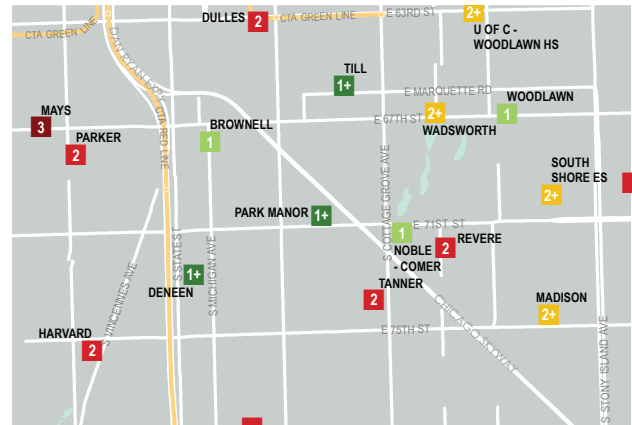 DULLES
2
E 63RD ST
2+
U OF C -
WOODLAWN HS
CTA GREEN LINE
CTA GREEN LINE
DAN RYAN EXPY
CTA RED LINE
TILL
1+
E MARQUETTE RD
WOODLAWN
1
MAYS
3
PARKER
2
BROWNELL
1
E 67TH ST
2+
WADSWORTH
SOUTH
SHORE ES
2+
S COTTAGE GROVE AVE
PARK MANOR
1+
E 71ST ST
1
NOBLE
- COMER
2
REVERE
S STATE ST
S MICHIGAN AVE
1+
DENEEN
TANNER
2
S VINCENNES AVE
CHICAGO SKYWAY
MADISON
2+
HARVARD
2
E 75TH ST
S STONY ISLAND AVE